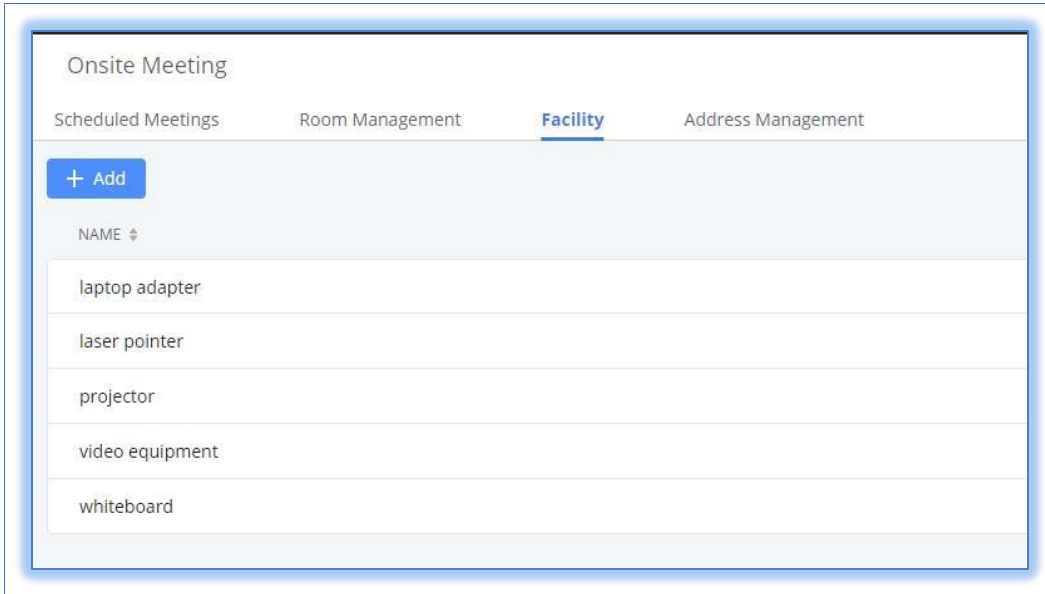 Onsite Meeting
Scheduled Meetings Room Management Facility Address Management
+ Add
NAME
laptop adapter
laser pointer
projector
video equipment
whiteboard